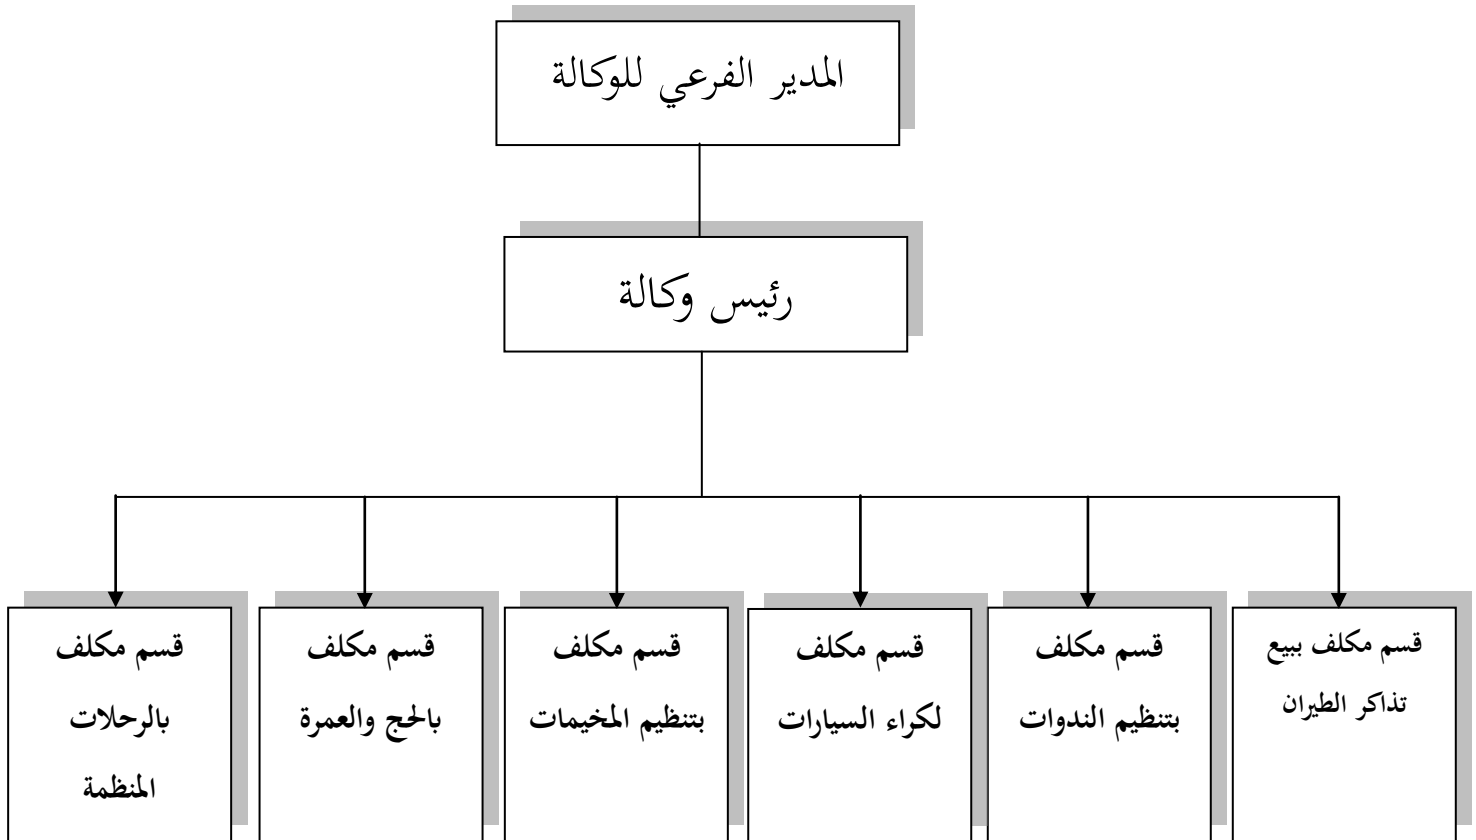 المدير الفرعي للوكالة
رئيس وكالة
قسم مكلف ببيع
تذاكر الطيران
قسم مكلف
بتنظيم الندوات
قسم مكلف
لكراء السيارات
قسم مكلف
بتنظيم المخيمات
قسم مكلف
بالحج والعمرة
قسم مكلف
بالرحلات
المنظمة